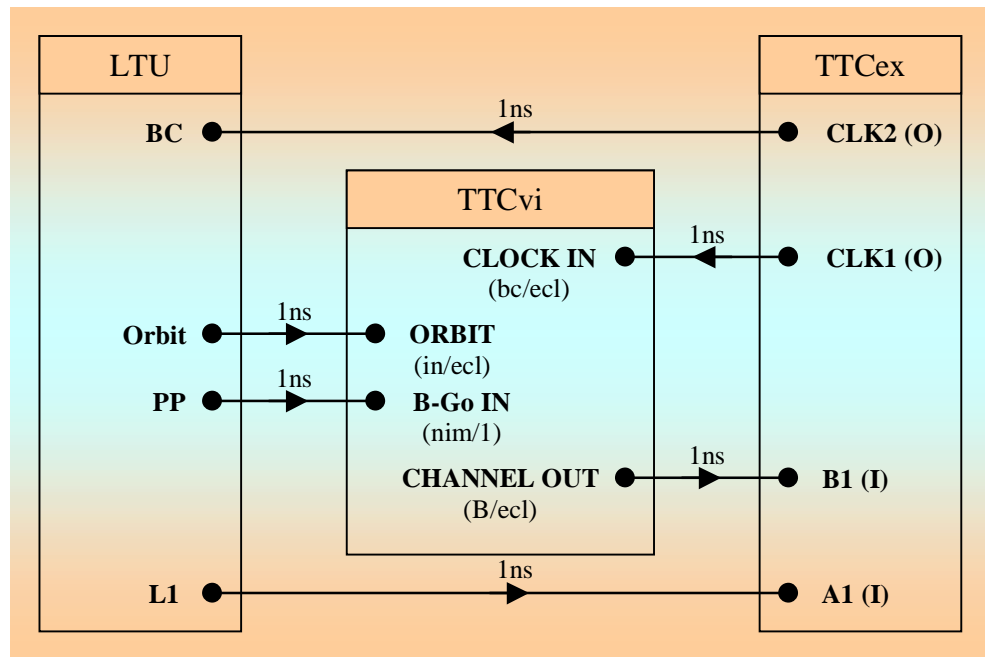 LTU
TTCex
1ns
BC
CLK2 (O)
TTCvi
1ns
CLOCK IN
CLK1 (O)
(bc/ecl)
1ns
Orbit
ORBIT
(in/ecl)
1ns
PP
B-Go IN
(nim/1)
1ns
CHANNEL OUT
B1 (I)
(B/ecl)
1ns
L1
A1 (I)